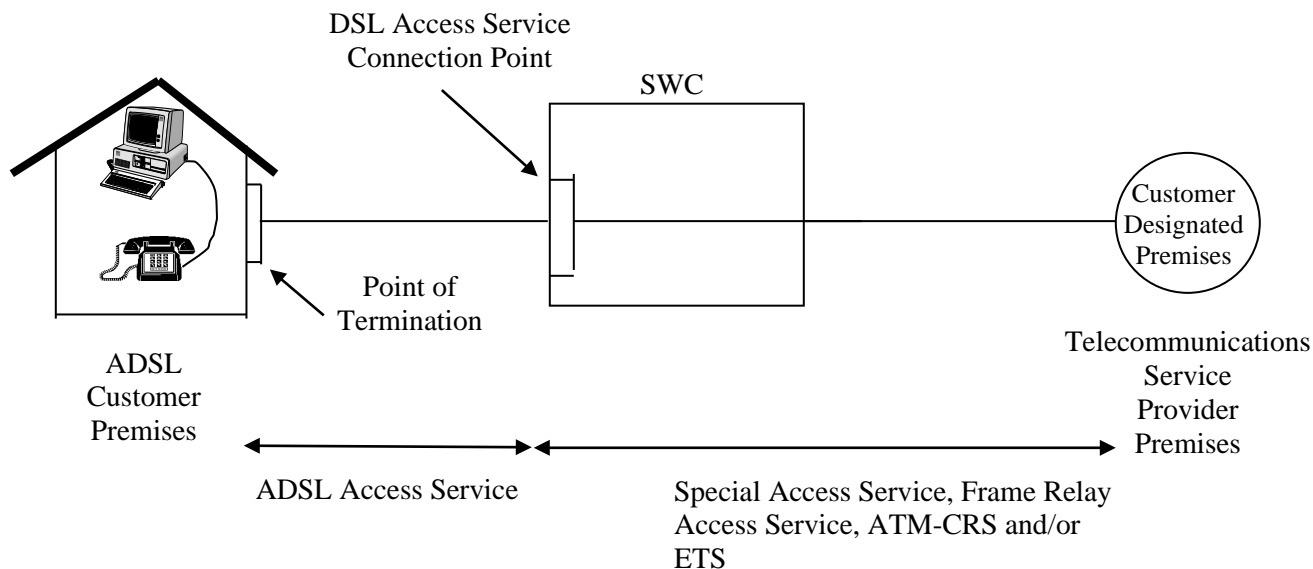 DSL Access Service
Connection Point
SWC
Customer
Designated
Premises
Point of
Termination
ADSL
Customer
Premises
Telecommunications
Service
Provider
Premises
ADSL Access Service
Special Access Service, Frame Relay
Access Service, ATM-CRS and/or
ETS